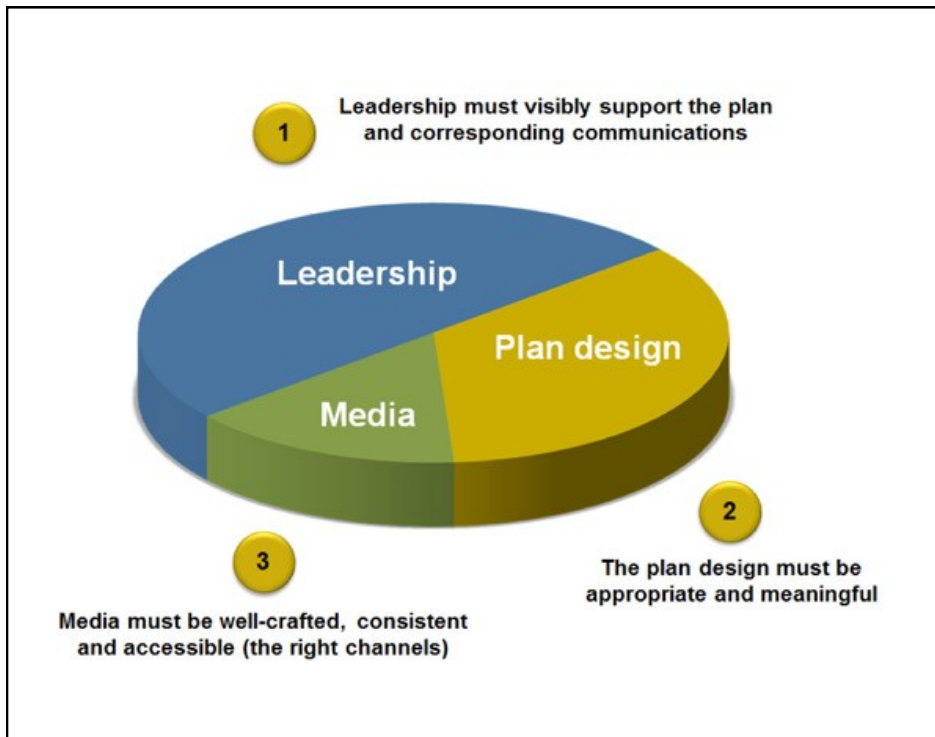 1
Leadership must visibly support the plan
and corresponding communications
Leadership
Plan design
Media
2
The plan design must be
appropriate and meaningful
3
Media must be well-crafted, consistent
and accessible (the right channels)